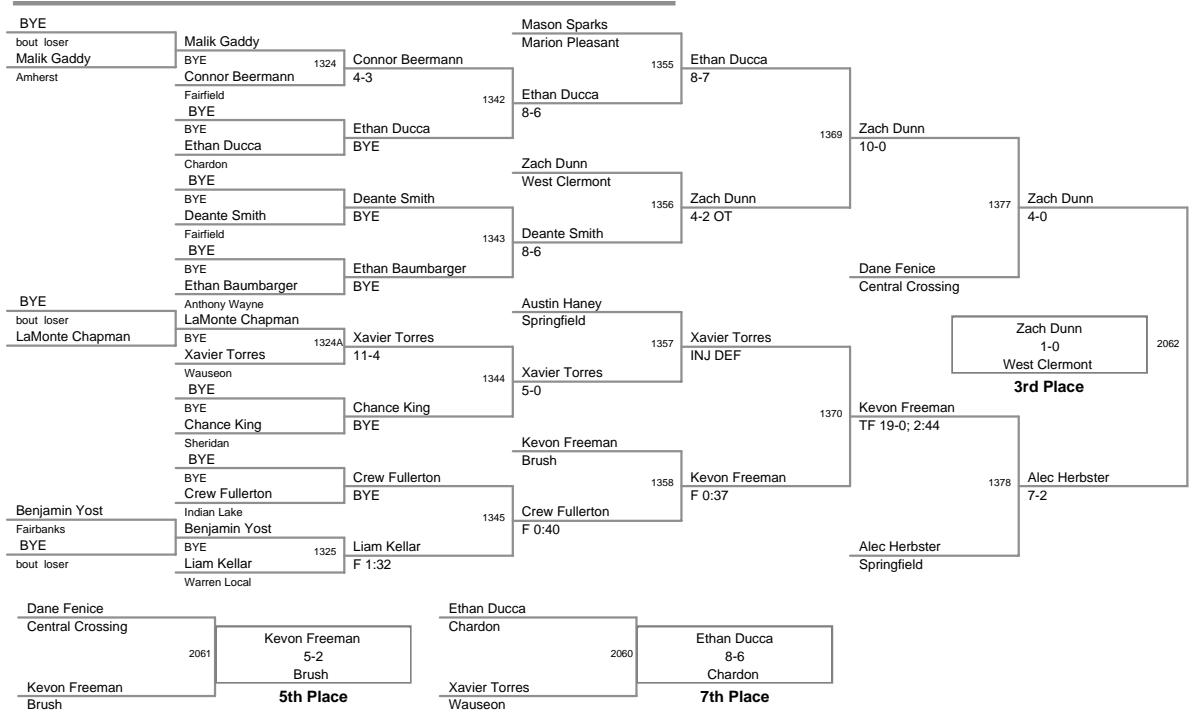 BYE
bout loser
Malik Gaddy
Amherst
BYE
bout loser
LaMonte Chapman
Benjamin Yost
Fairbanks
BYE
bout loser
Malik Gaddy
BYE
1324
Connor Beermann
Fairfield
BYE
BYE
Ethan Ducca
Chardon
BYE
BYE
Deante Smith
Fairfield
BYE
BYE
Ethan Baumbarger
Anthony Wayne
LaMonte Chapman
BYE
1324A
Xavier Torres
Wauseon
BYE
BYE
Chance King
Sheridan
BYE
BYE
Crew Fullerton
Indian Lake
Benjamin Yost
BYE
1325
Liam Kellar
Warren Local
Connor Beermann
4-3
1342
Ethan Ducca
BYE
Deante Smith
BYE
1343
Ethan Baumbarger
BYE
Xavier Torres
11-4
1344
Chance King
BYE
Crew Fullerton
BYE
1345
Liam Kellar
F 1:32
Mason Sparks
Marion Pleasant
1355
Ethan Ducca
8-6
Zach Dunn
West Clermont
1356
Deante Smith
8-6
Austin Haney
Springfield
1357
Xavier Torres
5-0
Kevon Freeman
Brush
1358
Crew Fullerton
F 0:40
Ethan Ducca
8-7
1369
Zach Dunn
4-2 OT
Xavier Torres
INJ DEF
1370
Kevon Freeman
F 0:37
Zach Dunn
10-0
1377
Dane Fenice
Central Crossing
Kevon Freeman
TF 19-0; 2:44
1378
Alec Herbster
Springfield
Zach Dunn
4-0
2062
Alec Herbster
7-2
Zach Dunn
1-0
West Clermont
3rd Place
Dane Fenice
Central Crossing
2061
Kevon Freeman
Brush
Kevon Freeman
5-2
Brush
5th Place
Ethan Ducca
Chardon
2060
Xavier Torres
Wauseon
Ethan Ducca
8-6
Chardon
7th Place